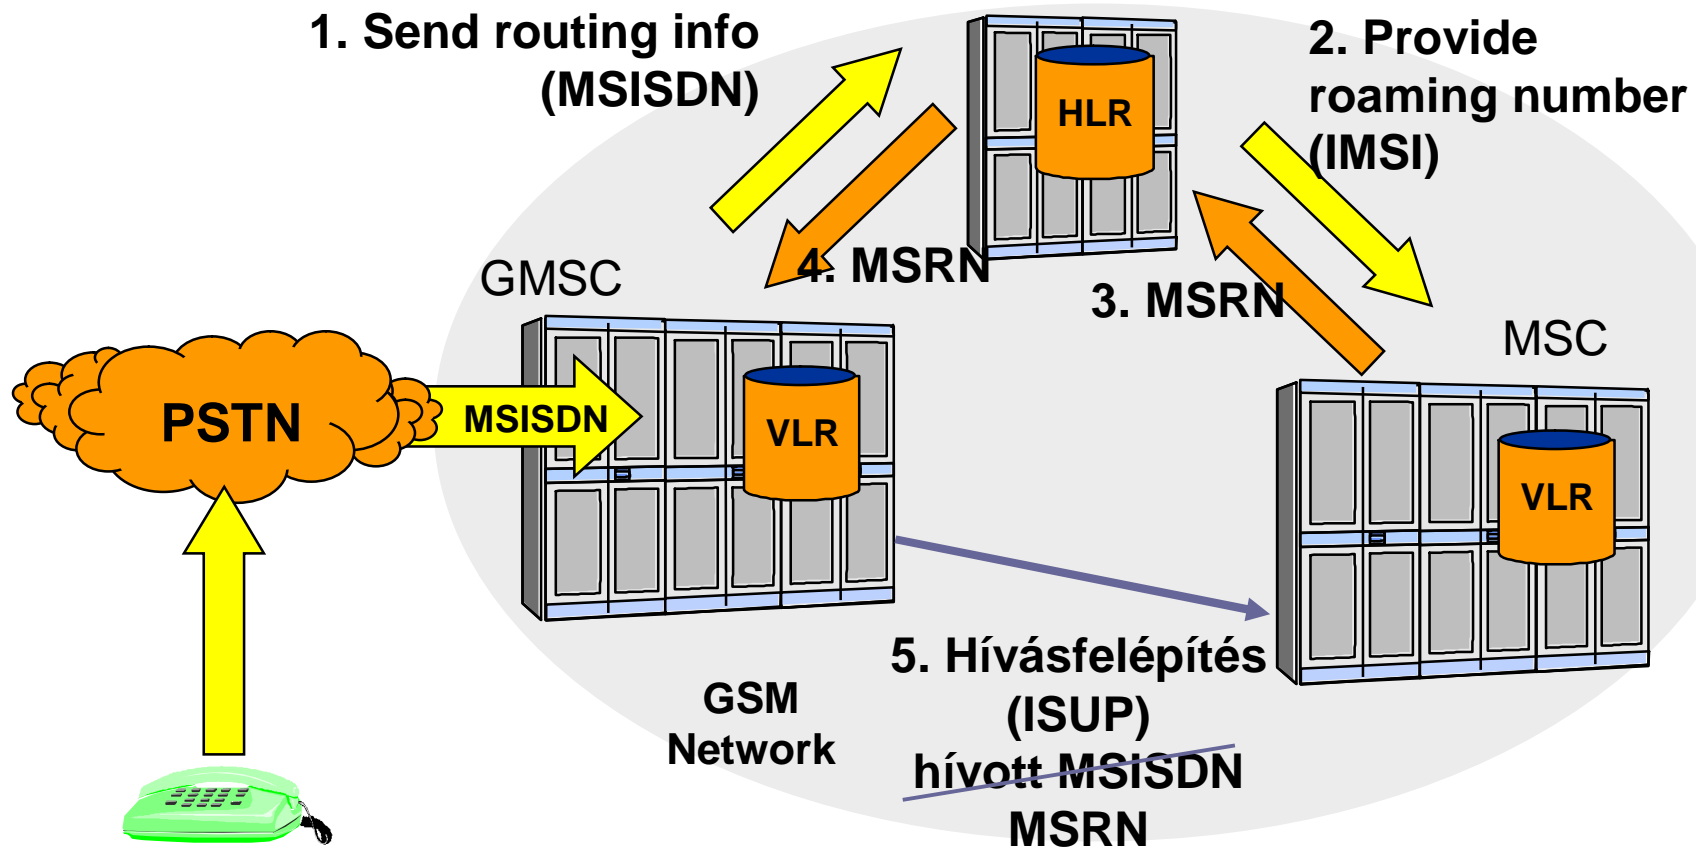 1. Send routing info
(MSISDN)
2. Provide
roaming number
(IMSI)
HLR
4. MSRN
3. MSRN
GMSC
MSC
PSTN
MSISDN
VLR
VLR
5. Hívásfelépítés
(ISUP)
hívott MSISDN
MSRN
GSM
Network